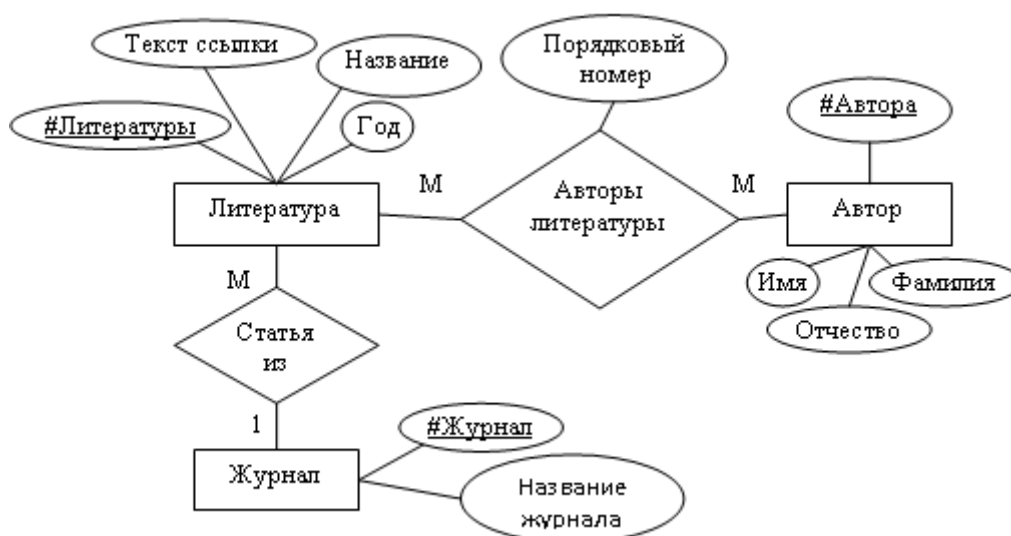 Текст ссылки
Название
Порядковый
номер
#Литературы
Год
#Автора
Литература
М
Авторы
литературы
М
Автор
Имя
Фамилия
Отчество
М
Статья
из
1
#Журнал
Журнал
Название
журнала